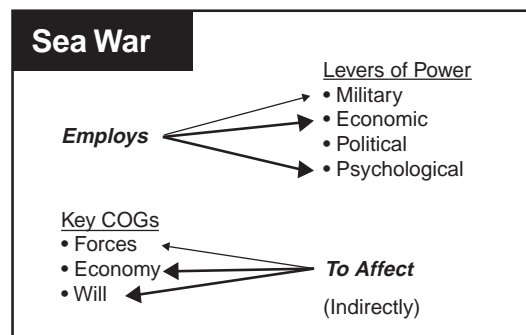 Sea War
Levers of Power
• Military
• Economic
• Political
• Psychological
Employs
Key COGs
• Forces
• Economy
• Will
To Affect
(Indirectly)